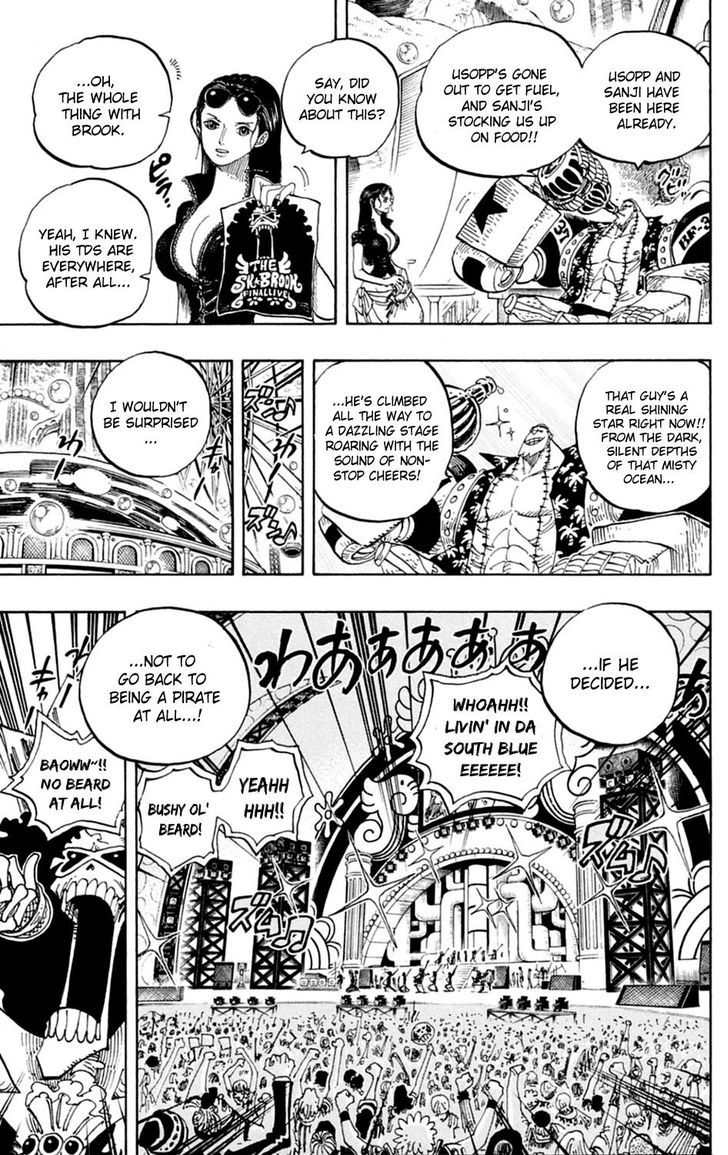 USOPP AND
SANJI HAVE
BEEN HERE
ALREADY.
USOPP'S GONE
OUT TO GET FUEL,
AND SANJI'S
STOCKING US UP
ON FOOD!!
SAY, DID
YOU KNOW
ABOUT THIS?
THE
FINAL LIVE
...OH,
THE WHOLE
THING WITH
BROOK.
YEAH, I KNEW.
HIS TDS ARE
EVERYWHERE,
AFTER ALL...
THAT GUY'S A
REAL SHINING
STAR RIGHT NOW!!
FROM THE DARK,
SILENT DEPTHS
OF THAT MISTY
OCEAN...
...HE'S CLIMBED
ALL THE WAY TO
A DAZZLING STAGE
ROARING WITH THE
SOUND OF NON-
STOP CHEERS!
I WOULDN'T
BE SURPRISED
...
...IF HE
DECIDED...
わあぁあぁあぁ
WHOAHH!!
LIVIN' IN DA
SOUTH BLUE
EEEEEE!
...NOT TO
GO BACK TO
BEING A PIRATE
AT ALL...!
YEAHH
HHH!!
BUSHY OL'
BEARD!
BAOWW~!!
NO BEARD
AT ALL!